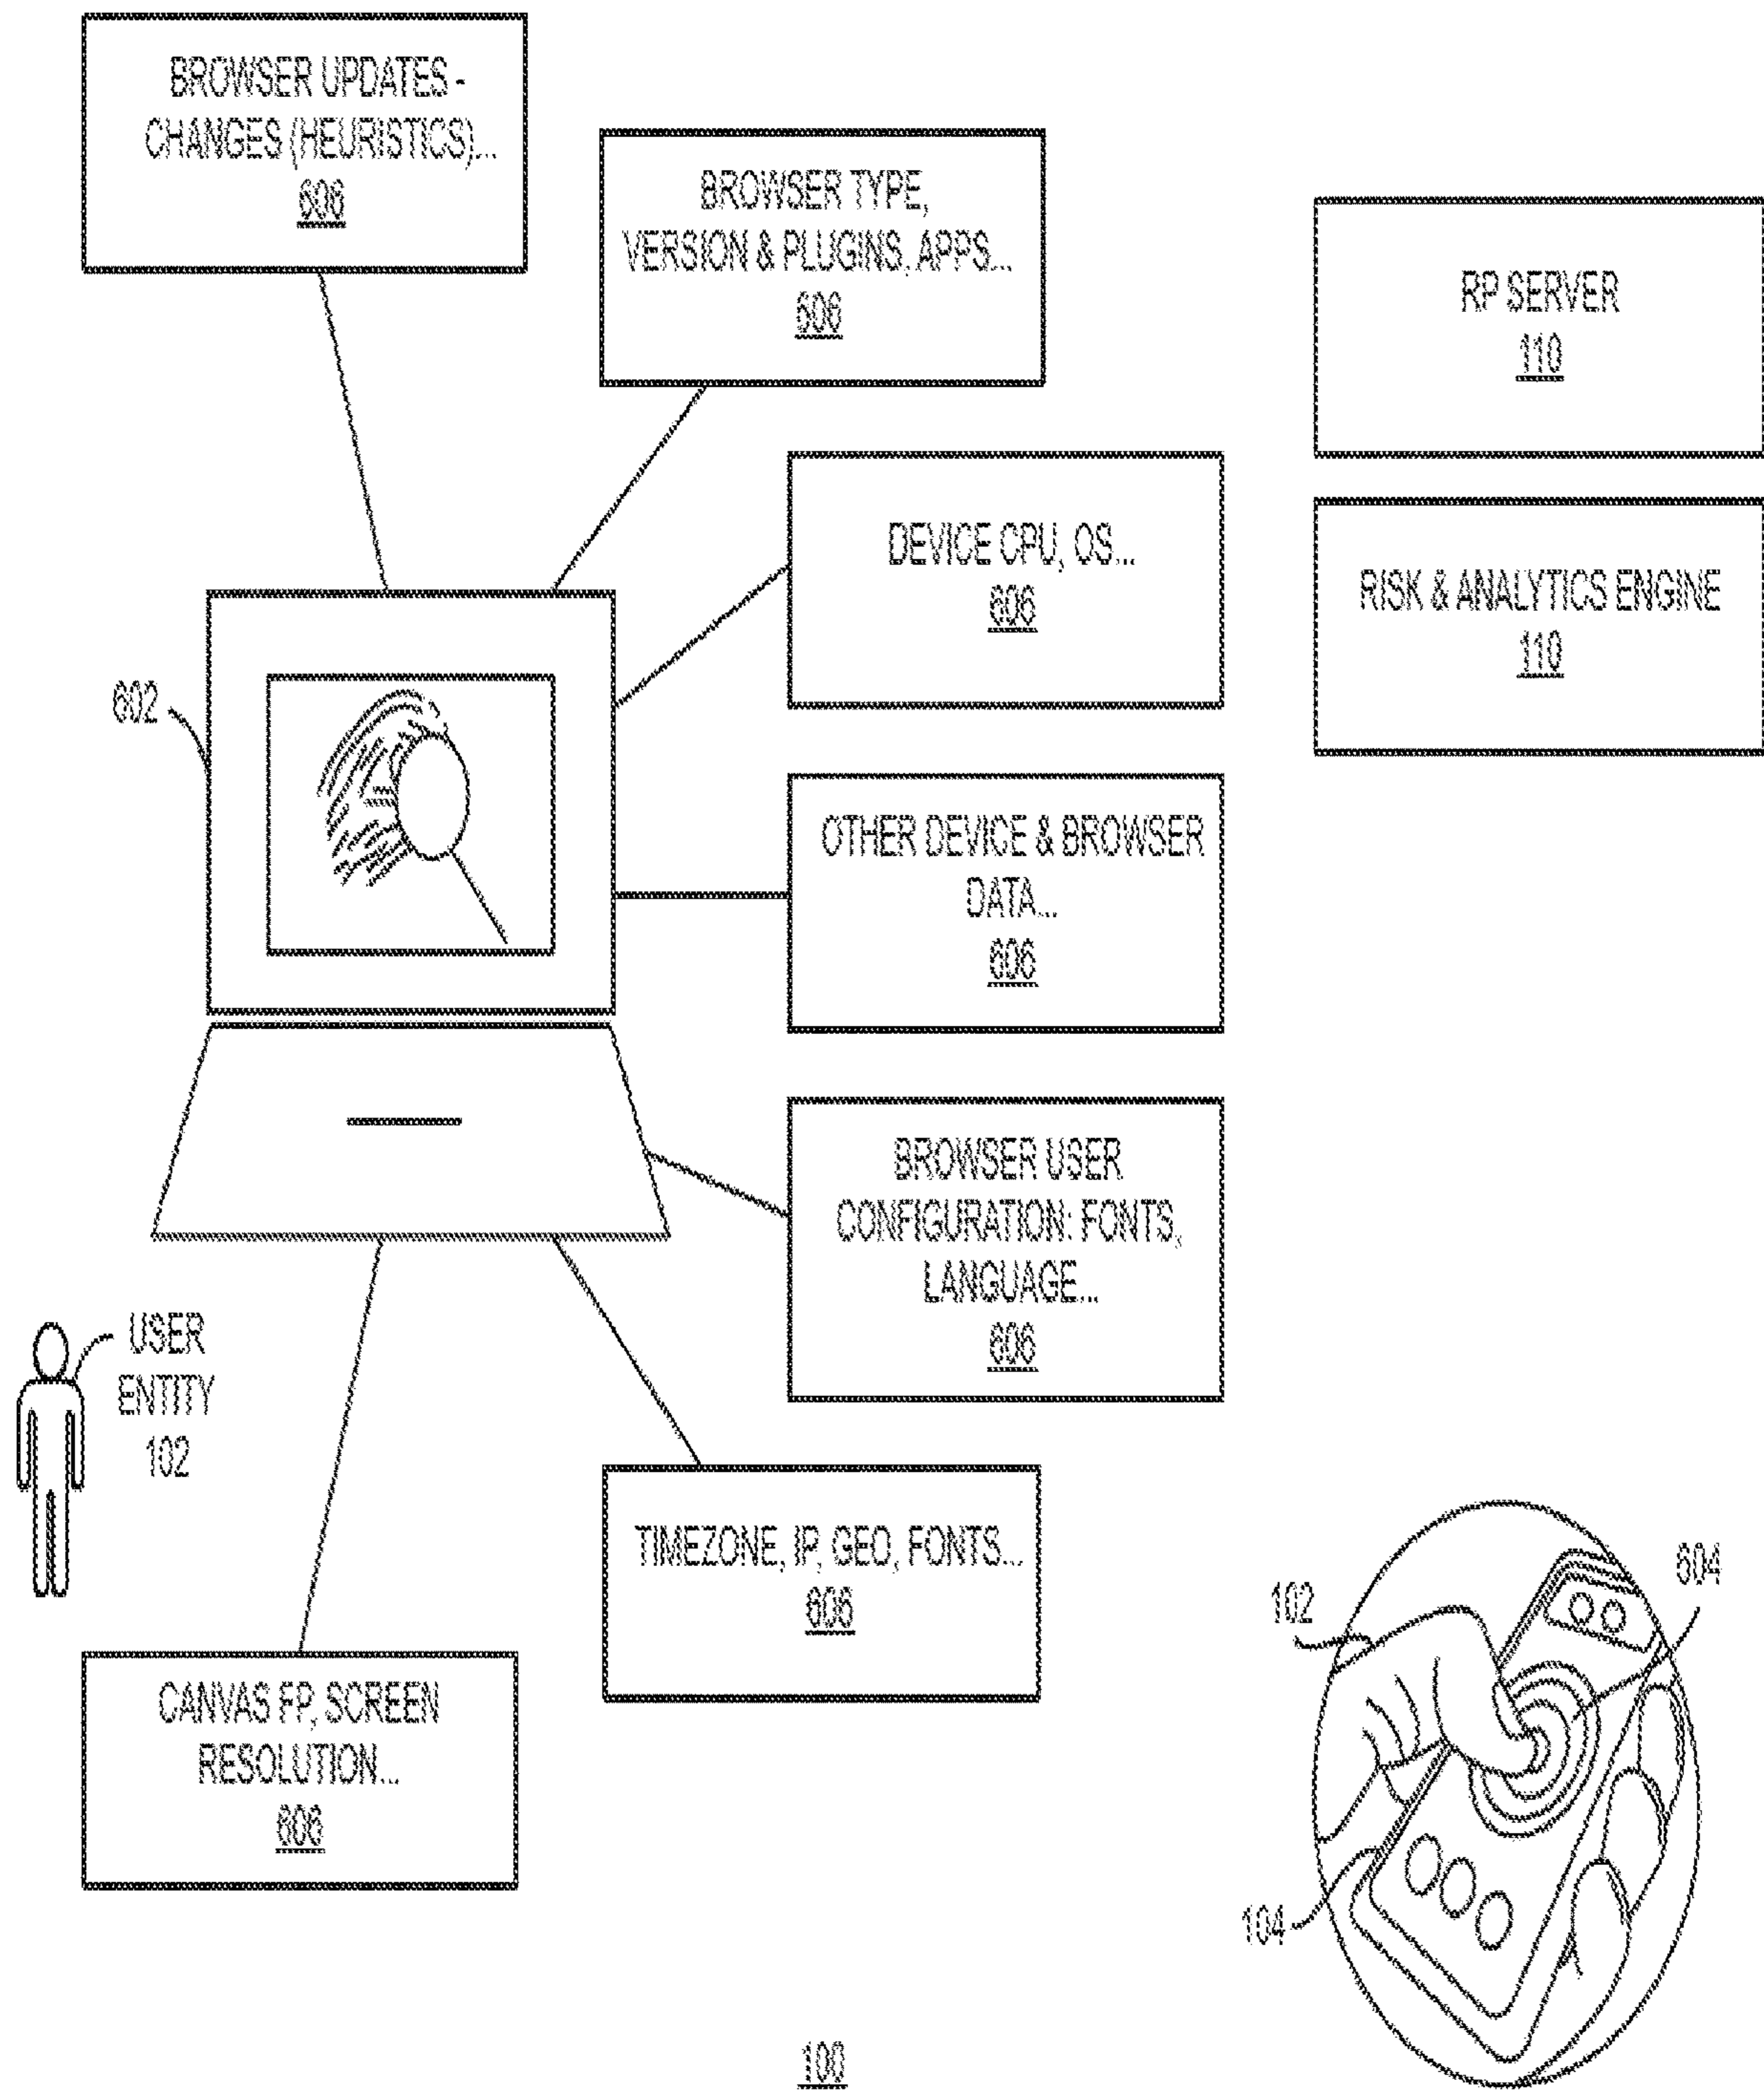 BROWSER UPDATES -
CHANGES (HEURISTICS)...
606
BROWSER TYPE,
VERSION & PLUGINS, APPS...
606
RP SERVER
110
DEVICE CPU, OS...
606
RISK & ANALYTICS ENGINE
110
602
OTHER DEVICE & BROWSER
DATA...
606
BROWSER USER
CONFIGURATION: FONTS,
LANGUAGE...
606
USER
ENTITY
102
TIMEZONE, IP, GEO, FONTS...
606
CANVAS FP, SCREEN
RESOLUTION...
606
102
604
104
100